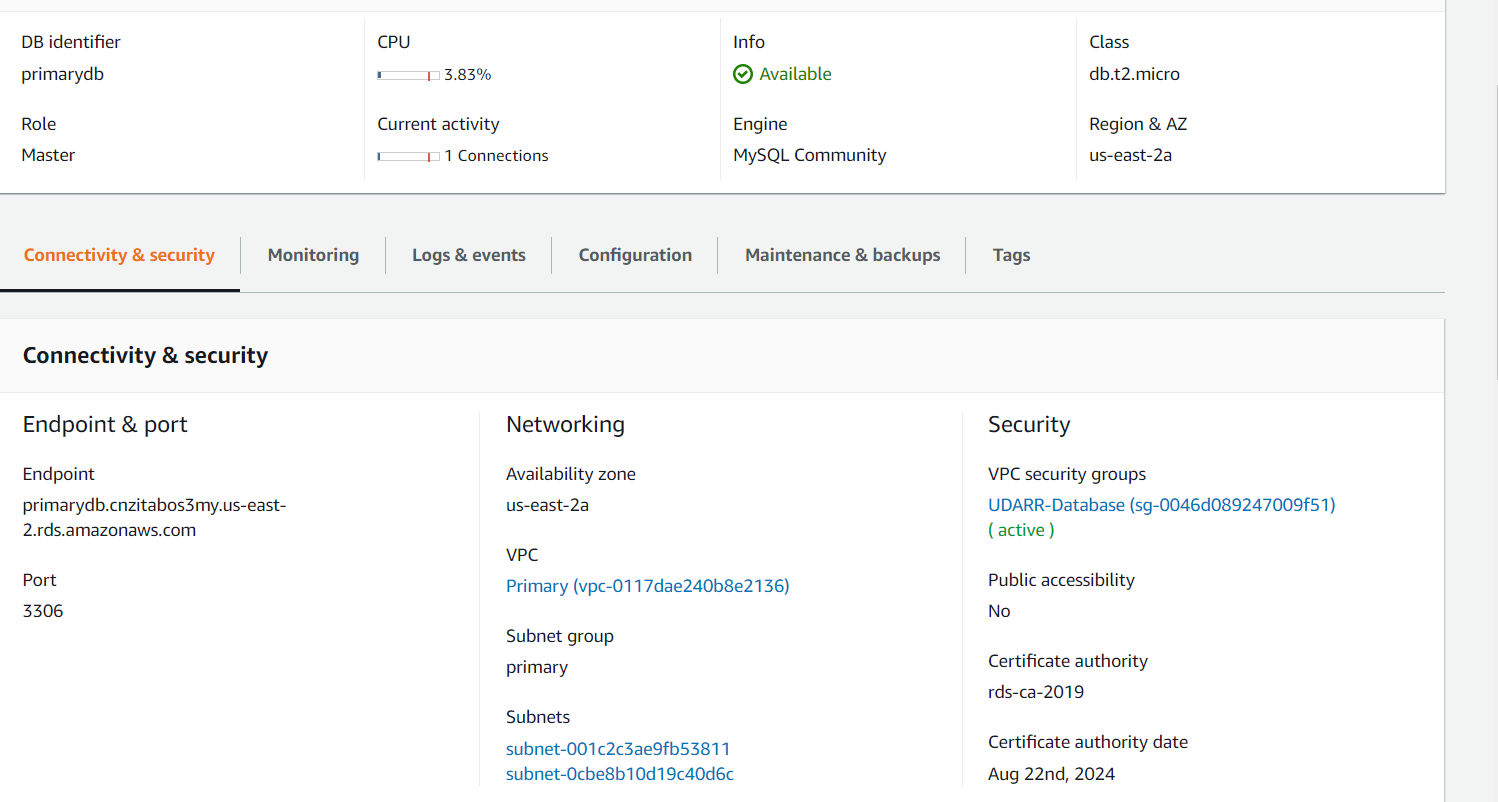 DB identifier
primarydb
CPU
3.83%
Info
Available
Class
db.t2.micro
Role
Master
Current activity
1 Connections
Engine
MySQL Community
Region & AZ
us-east-2a
Connectivity & security
Monitoring
Logs & events
Configuration
Maintenance & backups
Tags
Connectivity & security
Endpoint & port
Endpoint
primarydb.cnzitabos3my.us-east-
2.rds.amazonaws.com
Port
3306
Networking
Availability zone
us-east-2a
VPC
Primary (vpc-0117dae240b8e2136)
Subnet group
primary
Subnets
subnet-001c2c3ae9fb53811
subnet-0cbe8b10d19c40d6c
Security
VPC security groups
UDARR-Database (sg-0046d089247009f51)
( active )
Public accessibility
No
Certificate authority
rds-ca-2019
Certificate authority date
Aug 22nd, 2024